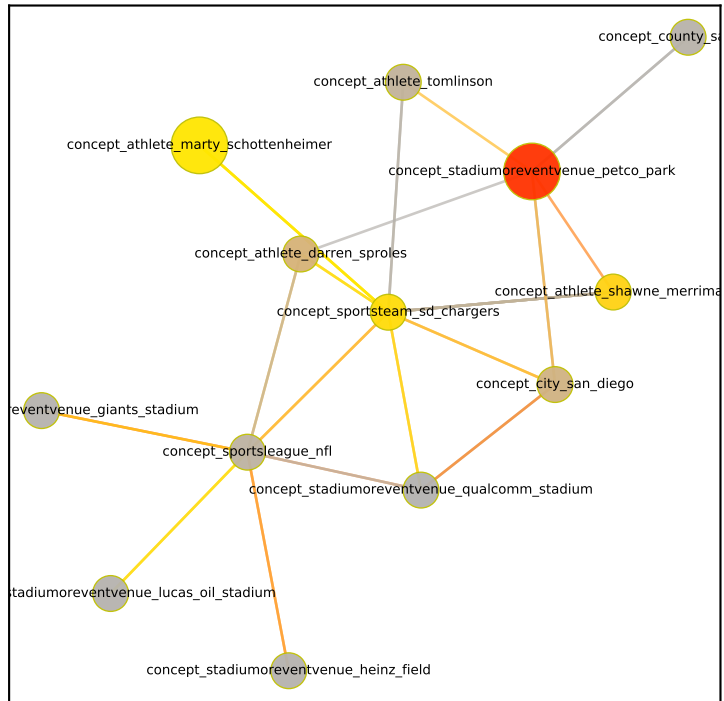 concept_county_sa
concept_athlete_tomlinson
concept_athlete_marty_schottenheimer
concept_stadiumoreventvenue_petco_park
concept_athlete_darren_sproles
concept_athlete_shawne_merrima
concept_sportsteam_sd_chargers
concept_city_san_diego
reventvenue_giants_stadium
concept_sportsleague_nfl
concept_stadiumoreventvenue_qualcomm_stadium
stadiumoreventvenue_lucas_oil_stadium
concept_stadiumoreventvenue_heinz_field